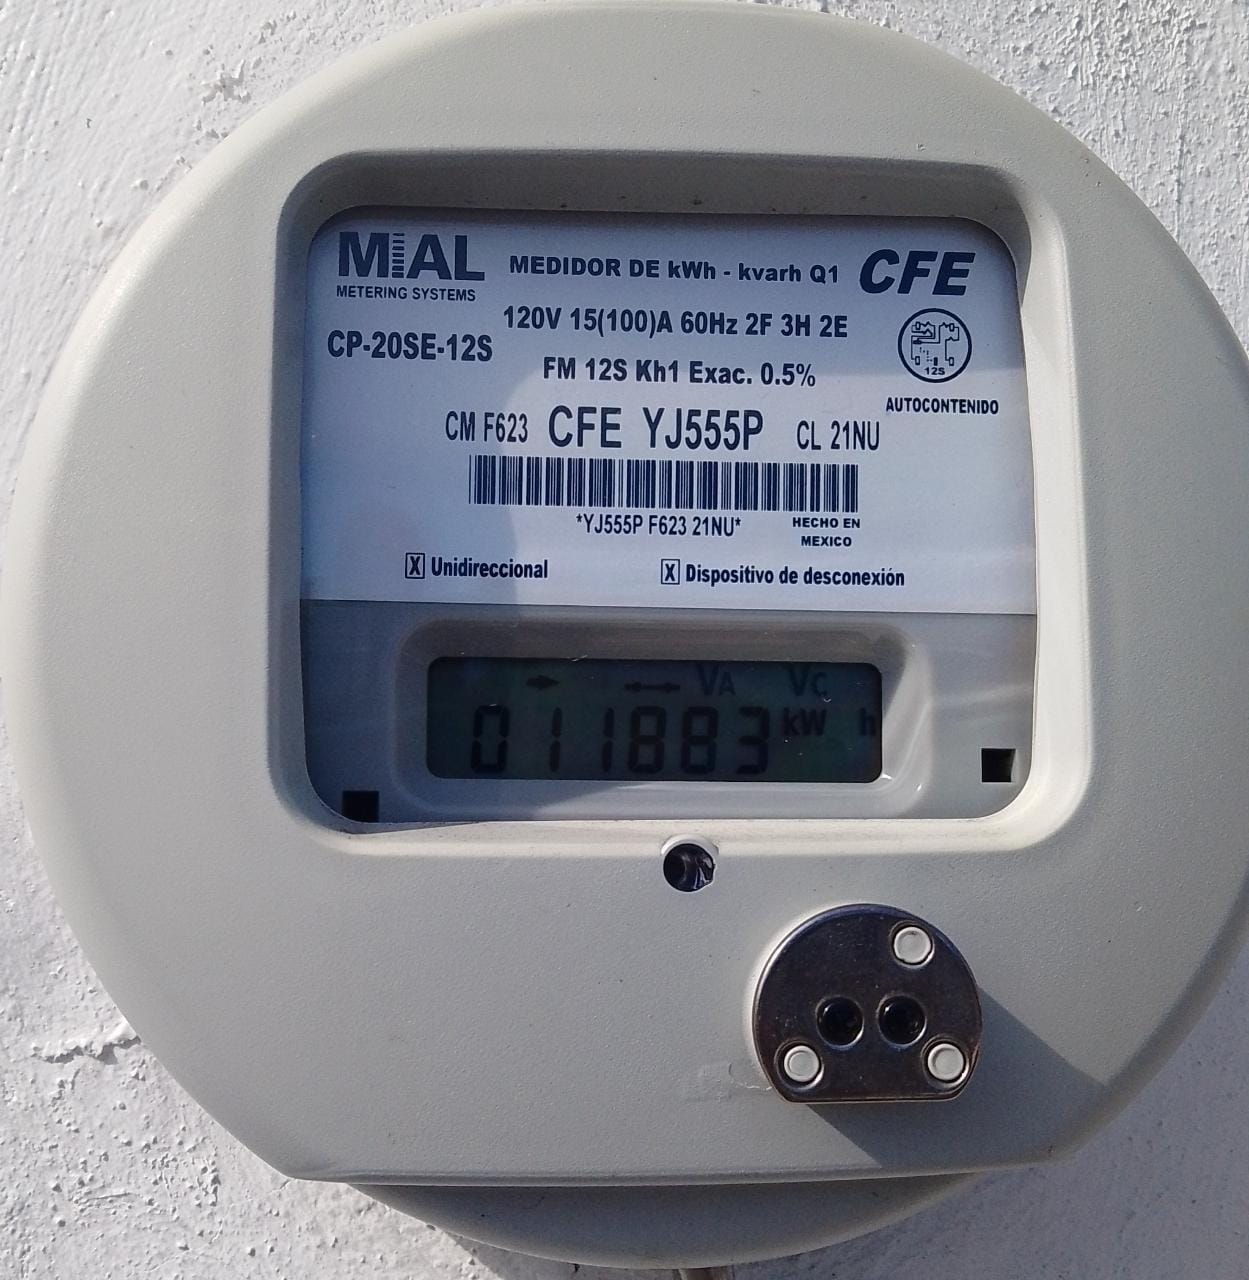 MIAL
METERING SYSTEMS
MEDIDOR DE kWh - kvarh Q1
CFE
120V 15(100)A 60Hz 2F 3H 2E
CP-20SE-12S
FM 12S Kh1 Exac. 0.5%
12S
AUTOCONTENIDO
CM F623 CFE YJ555P CL 21NU
*YJ555P F623 21NU*
HECHO EN
MEXICO
X Unidireccional
X Dispositivo de desconexión
VA VC
011883 kW h